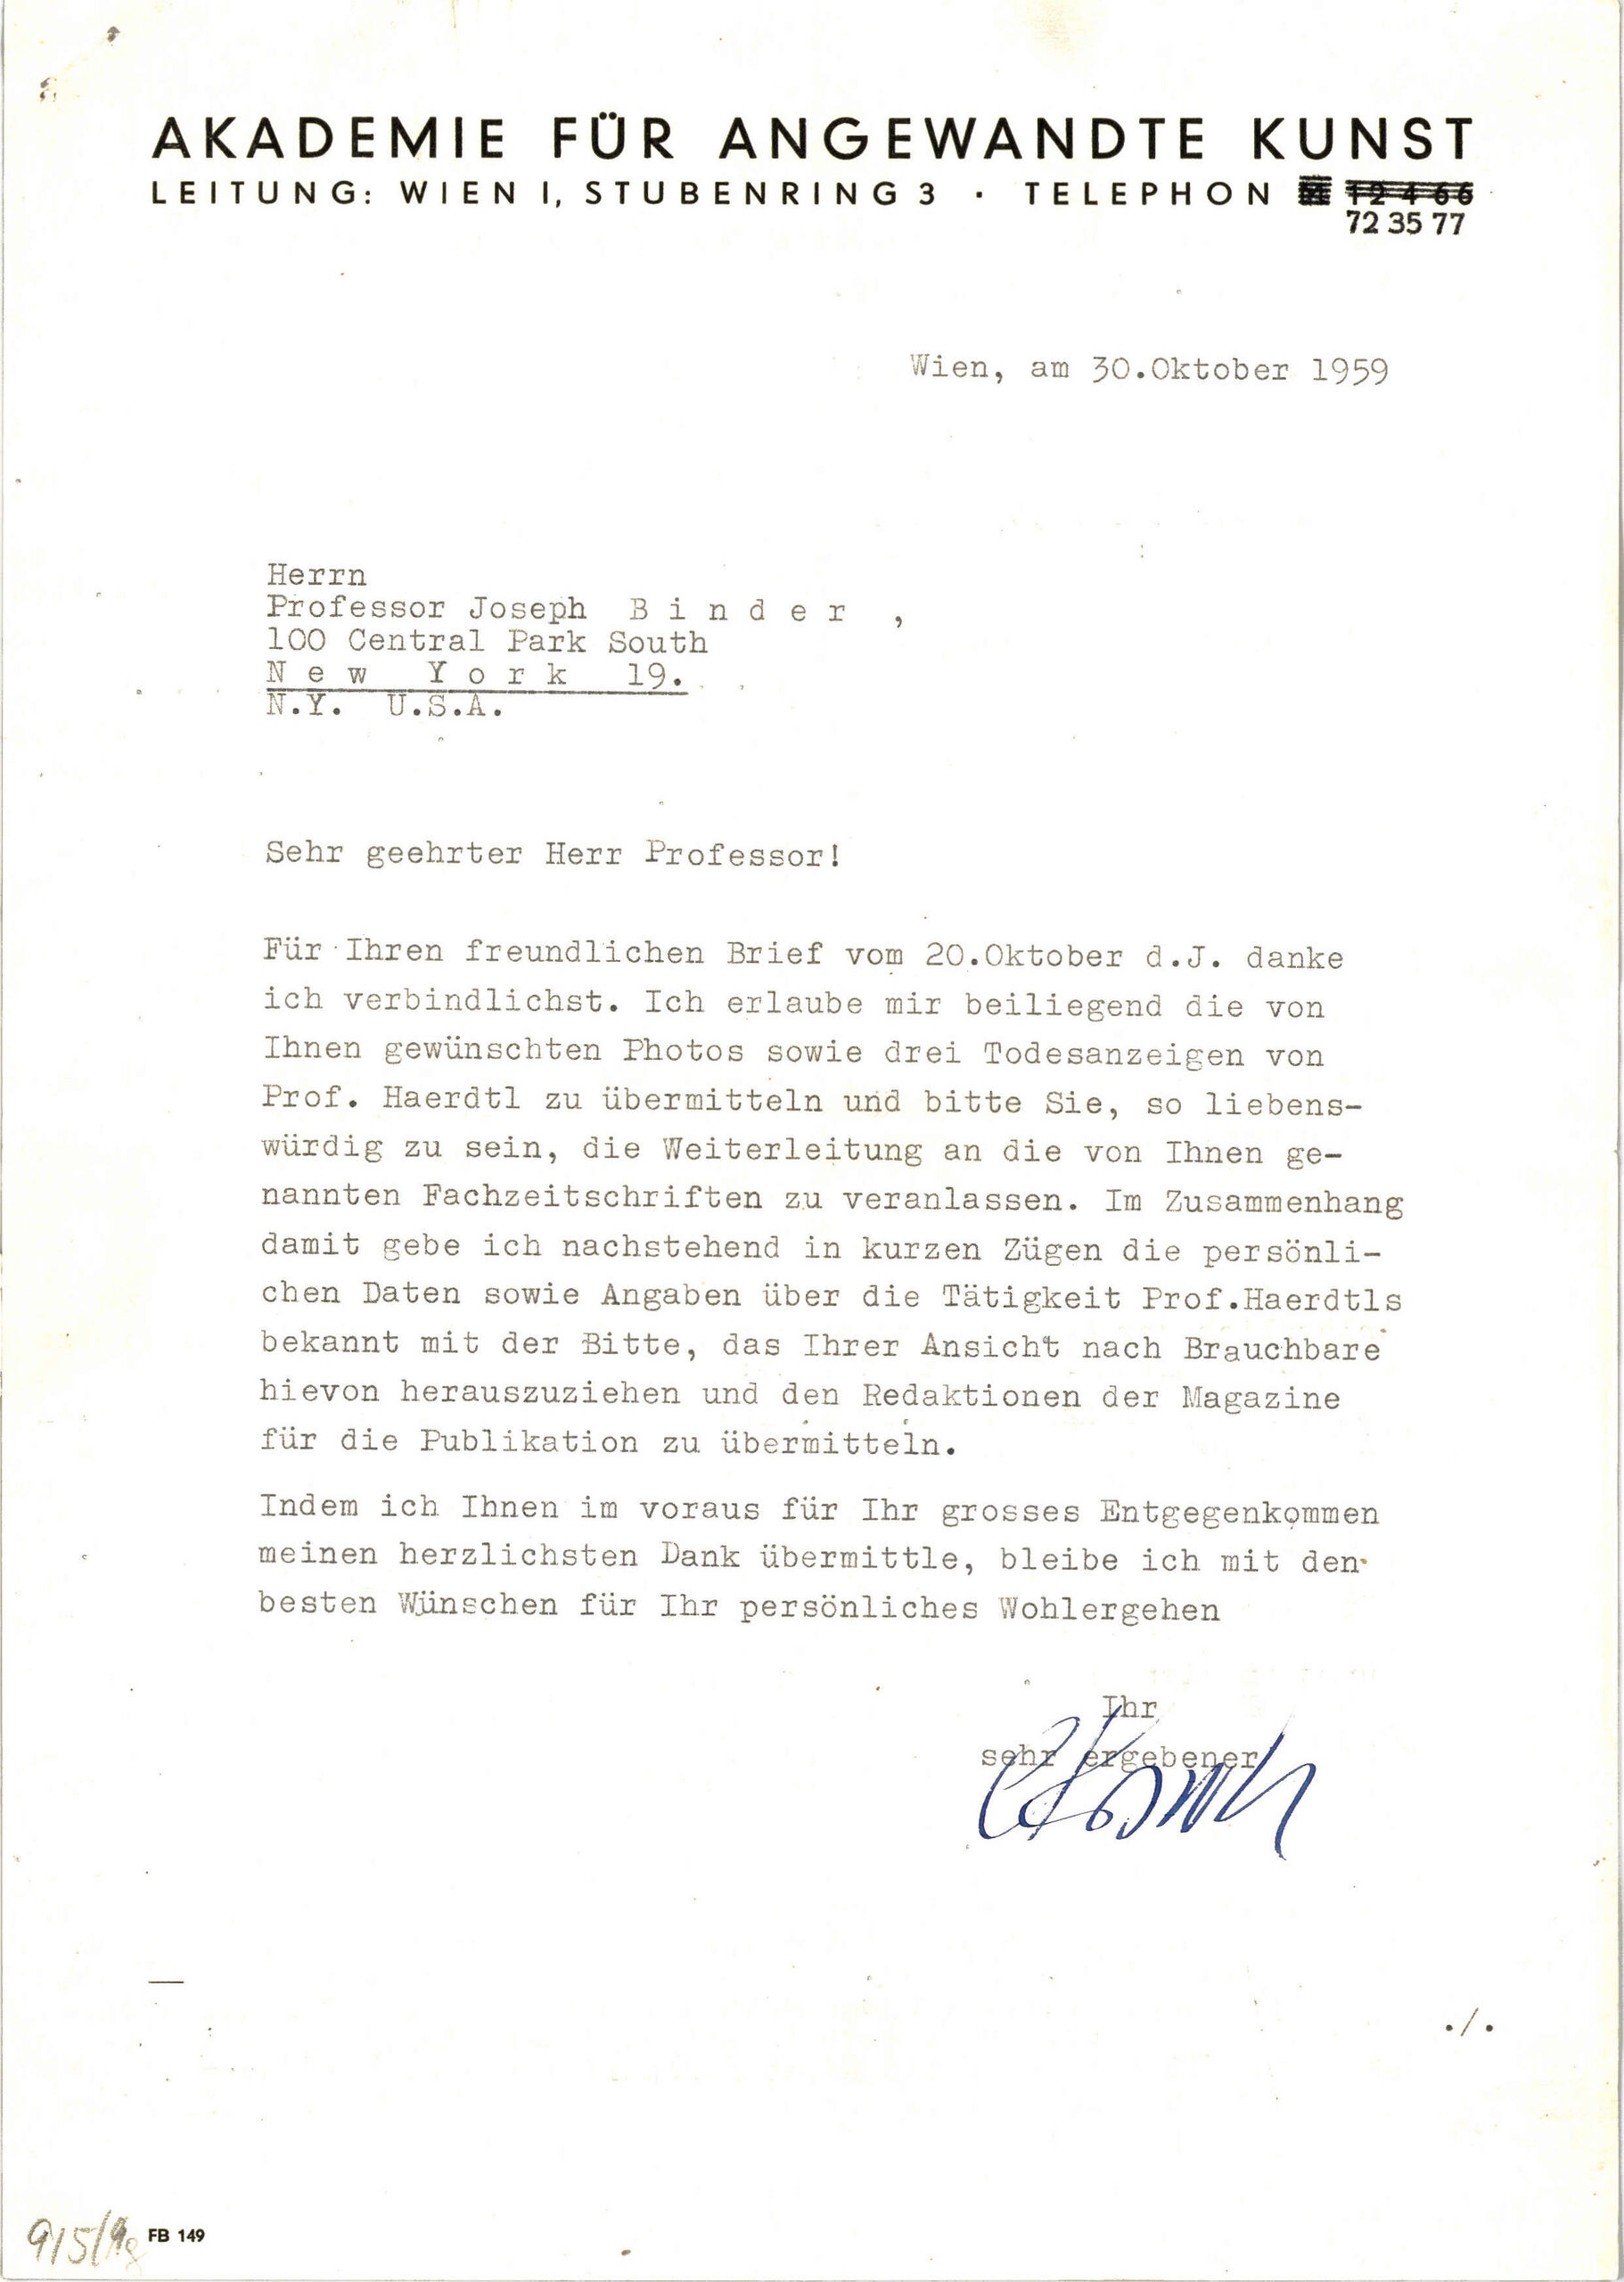 AKADEMIE FÜR ANGEWANDTE KUNST
LEITUNG: WIEN I, STUBENRING 3 · TELEPHON 12 4 66
72 35 77
Wien, am 30.Oktober 1959
Herrn
Professor Joseph B i n d e r ,
100 Central Park South
N e w Y o r k 19.
N.Y. U.S.A.
Sehr geehrter Herr Professor!
Für Ihren freundlichen Brief vom 20.Oktober d.J. danke
ich verbindlichst. Ich erlaube mir beiliegend die von
Ihnen gewünschten Photos sowie drei Todesanzeigen von
Prof. Haerdtl zu übermitteln und bitte Sie, so liebens-
würdig zu sein, die Weiterleitung an die von Ihnen ge-
nannten Fachzeitschriften zu veranlassen. Im Zusammenhang
damit gebe ich nachstehend in kurzen Zügen die persönli-
chen Daten sowie Angaben über die Tätigkeit Prof.Haerdtls
bekannt mit der Bitte, das Ihrer Ansicht nach Brauchbare
hievon herauszuziehen und den Redaktionen der Magazine
für die Publikation zu übermitteln.
Indem ich Ihnen im voraus für Ihr grosses Entgegenkommen
meinen herzlichsten Dank übermittle, bleibe ich mit den
besten Wünschen für Ihr persönliches Wohlergehen
Ihr
sehr ergebener
./.
FB 149